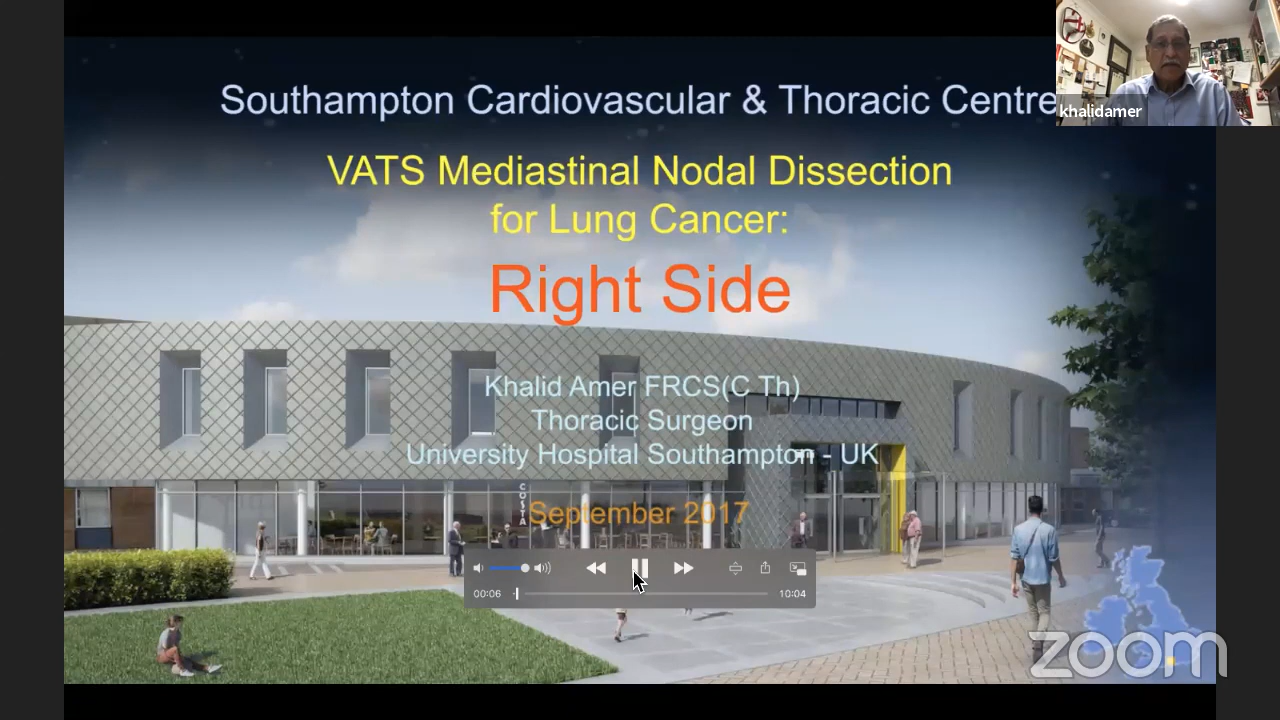 Southampton Cardiovascular & Thoracic Centre
khalidamer
VATS Mediastinal Nodal Dissection
for Lung Cancer:
Right Side
Khalid Amer FRCS(C Th)
Thoracic Surgeon
University Hospital Southampton - UK
COSTA
September 2017
00:06
10:04
zoom